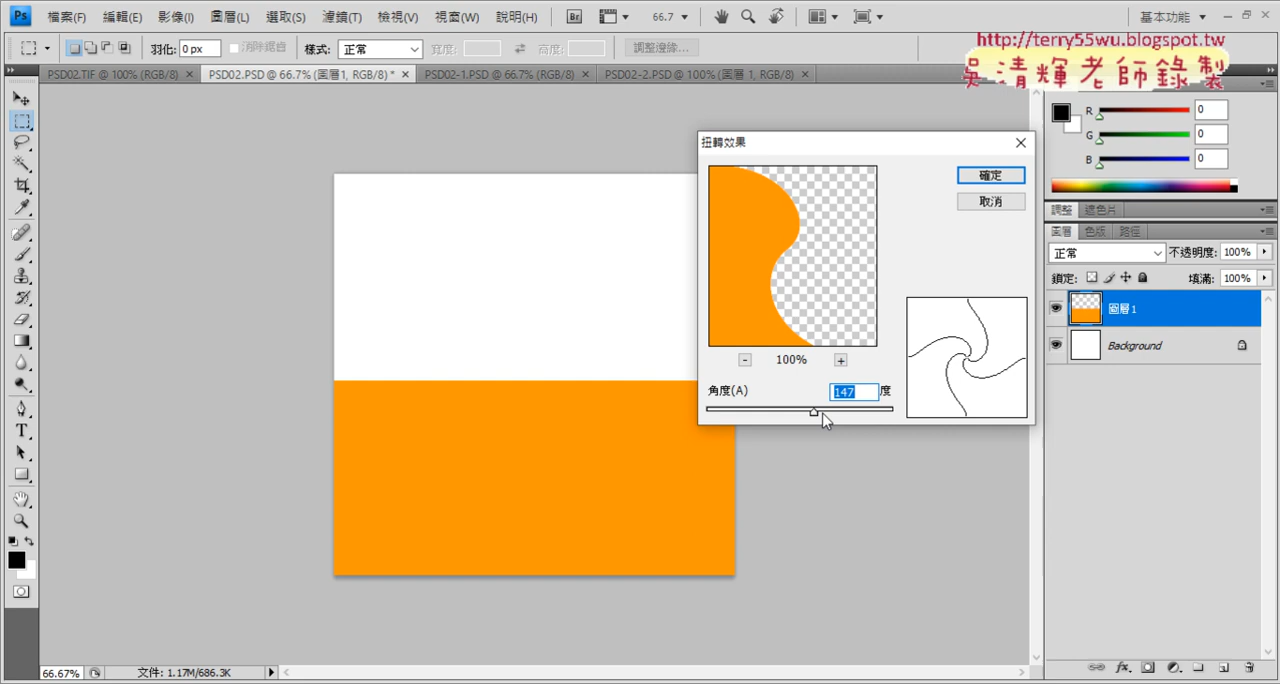 Ps 檔案(F) 編輯(E) 影像(I) 圖層(L) 選取(S) 濾鏡(T) 檢視(V) 視窗(W) 說明(H) Br 66.7 基本功能
羽化: 0 px 消除鋸齒 樣式: 正常 寬度: 高度: 調整邊緣...
http://terry55wu.blogspot.tw
吳清輝老師錄製
PSD02.TIF @ 100% (RGB/8) × PSD02.PSD @ 66.7% (圖層1, RGB/8) * × PSD02-1.PSD @ 66.7% (RGB/8) × PSD02-2.PSD @ 100% (圖層 1, RGB/8) ×
R 0
G 0
B 0
調整 遮色片
圖層 色版 路徑
正常 不透明度: 100%
鎖定: 填滿: 100%
圖層 1
Background
扭轉效果
確定
取消
100%
角度(A) 147 度
66.67% 文件: 1.17M/686.3K